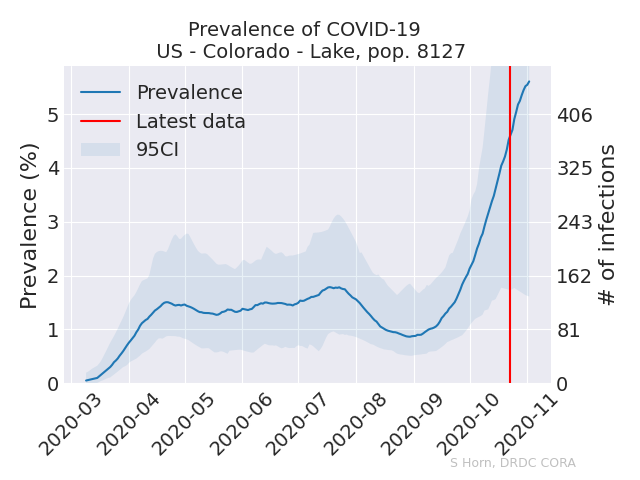 Prevalence of COVID-19
US - Colorado - Lake, pop. 8127
Prevalence
Latest data
95CI
Prevalence (%)
5
4
3
2
1
0
406
325
243
162
81
0
# of infections
2020-03
2020-04
2020-05
2020-06
2020-07
2020-08
2020-09
2020-10
2020-11
S Horn, DRDC CORA